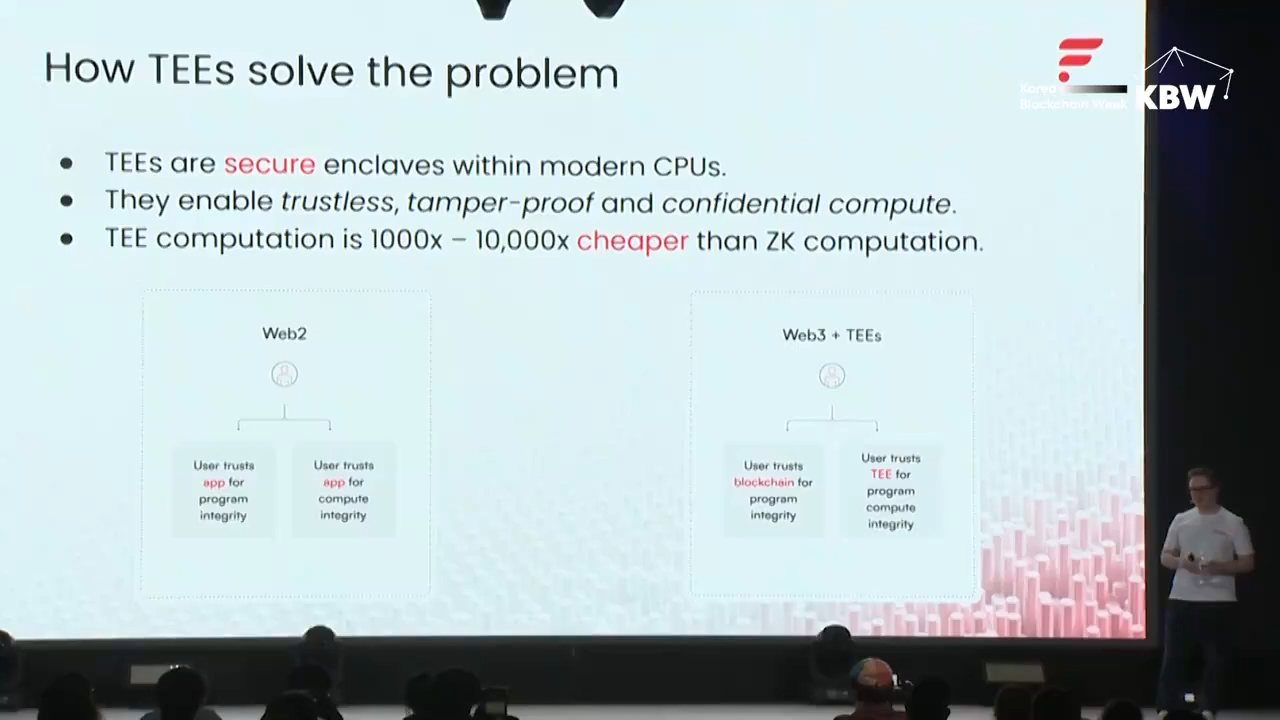 How TEEs solve the problem
Korea
Blockchain Week
KBW
● TEEs are secure enclaves within modern CPUs.
● They enable trustless, tamper-proof and confidential compute.
● TEE computation is 1000x – 10,000x cheaper than ZK computation.
Web2
User trusts
app for
program
integrity
User trusts
app for
compute
integrity
Web3 + TEEs
User trusts
blockchain for
program
integrity
User trusts
TEE for
program
compute
integrity